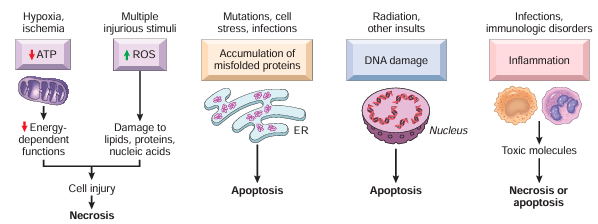 Hypoxia,
ischemia
ATP
Energy-
dependent
functions
Multiple
injurious stimuli
ROS
Damage to
lipids, proteins,
nucleic acids
Cell injury
Necrosis
Mutations, cell
stress, infections
Accumulation of
misfolded proteins
ER
Apoptosis
Radiation,
other insults
DNA damage
Nucleus
Apoptosis
Infections,
immunologic disorders
Inflammation
Toxic molecules
Necrosis or
apoptosis